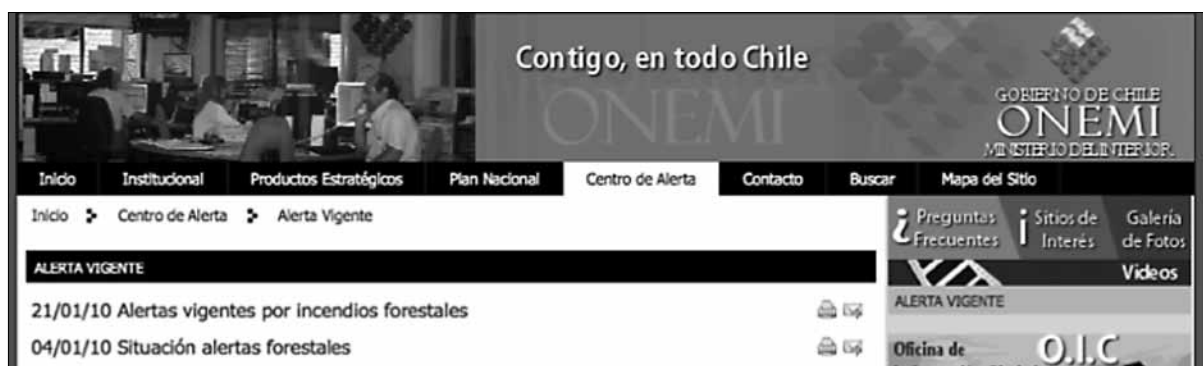 Contigo, en todo Chile
ONEMI
GOBIERNO DE CHILE
ONEMI
MINISTERIO DEL INTERIOR
Inicio Institucional Productos Estratégicos Plan Nacional Centro de Alerta Contacto Buscar Mapa del Sitio
Inicio Centro de Alerta Alerta Vigente
¿ Preguntas Frecuentes
¡ Sitios de Interés
Galería de Fotos
Videos
ALERTA VIGENTE
21/01/10 Alertas vigentes por incendios forestales
04/01/10 Situación alertas forestales
ALERTA VIGENTE
Oficina de
O.I.C